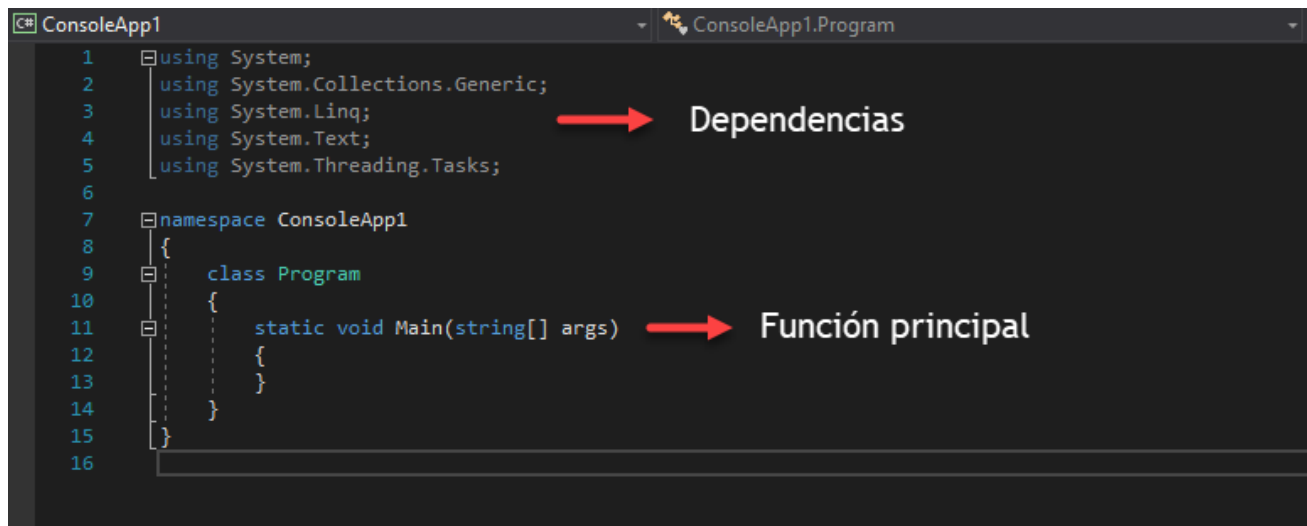 C# ConsoleApp1 ConsoleApp1.Program
1 using System;
2 using System.Collections.Generic;
3 using System.Linq;
4 using System.Text;
5 using System.Threading.Tasks;
Dependencias
6
7 namespace ConsoleApp1
8 {
9 class Program
10 {
11 static void Main(string[] args) Función principal
12 {
13 }
14 }
15 }
16